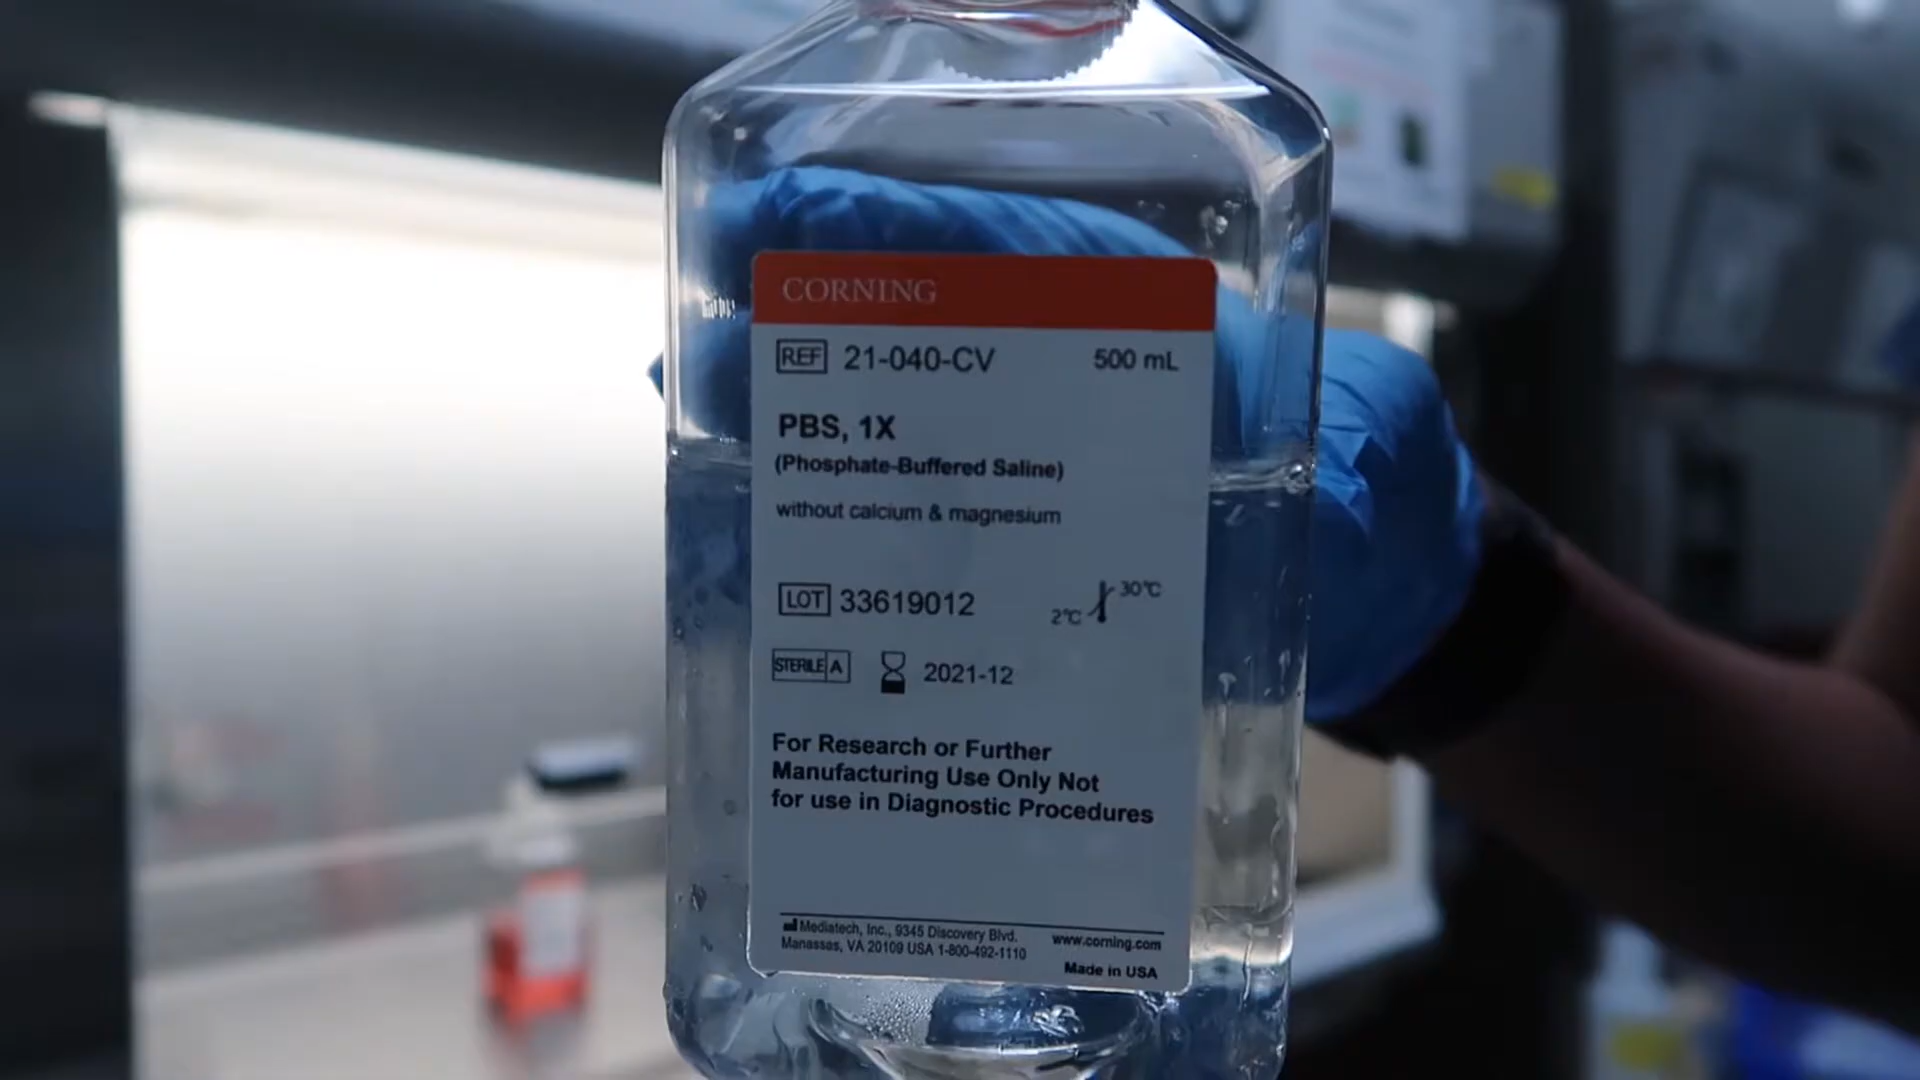 CORNING
REF 21-040-CV 500 mL
PBS, 1X
(Phosphate-Buffered Saline)
without calcium & magnesium
LOT 33619012 2℃ 30℃
STERILE A 2021-12
For Research or Further
Manufacturing Use Only Not
for use in Diagnostic Procedures
Mediatech, Inc., 9345 Discovery Blvd.
Manassas, VA 20109 USA 1-800-492-1110
www.corning.com
Made in USA